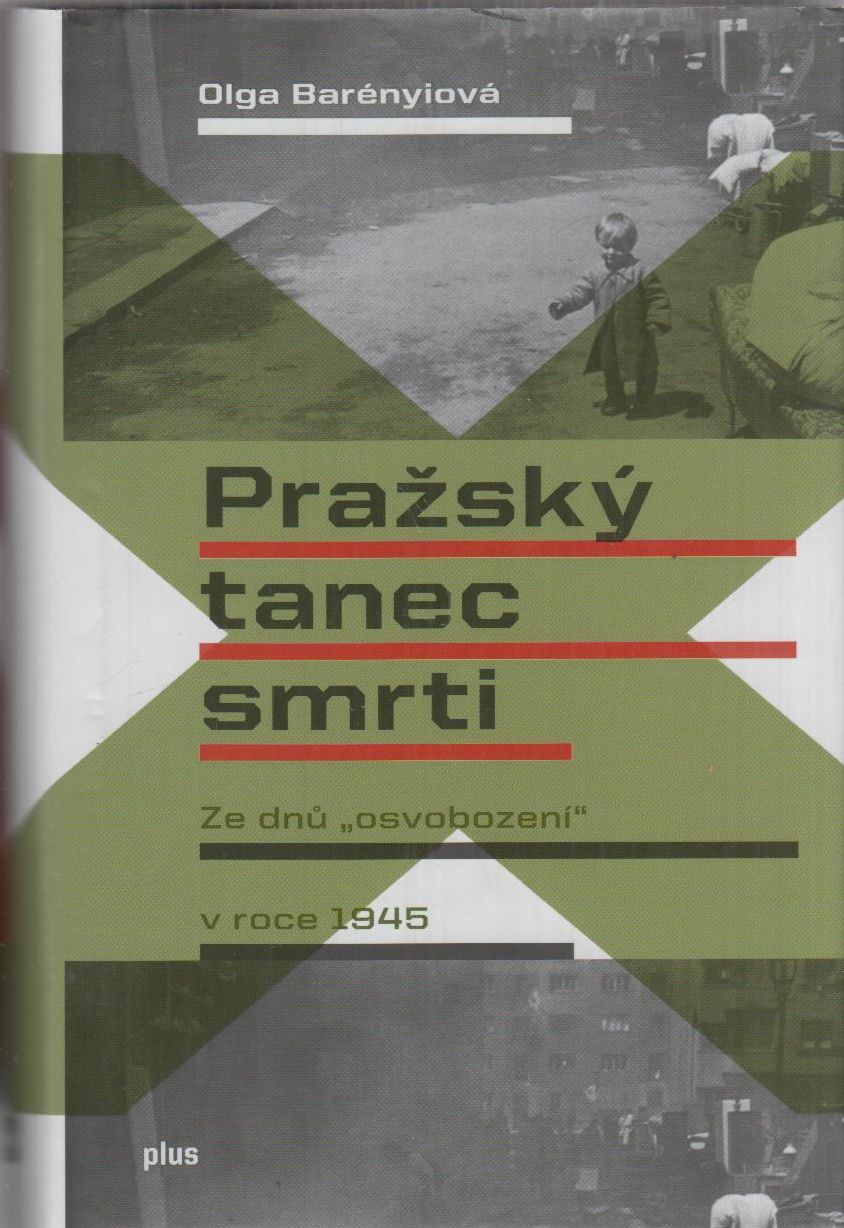 Olga Barényiová
Pražský
tanec
smrti
Ze dnů „osvobození“
v roce 1945
plus